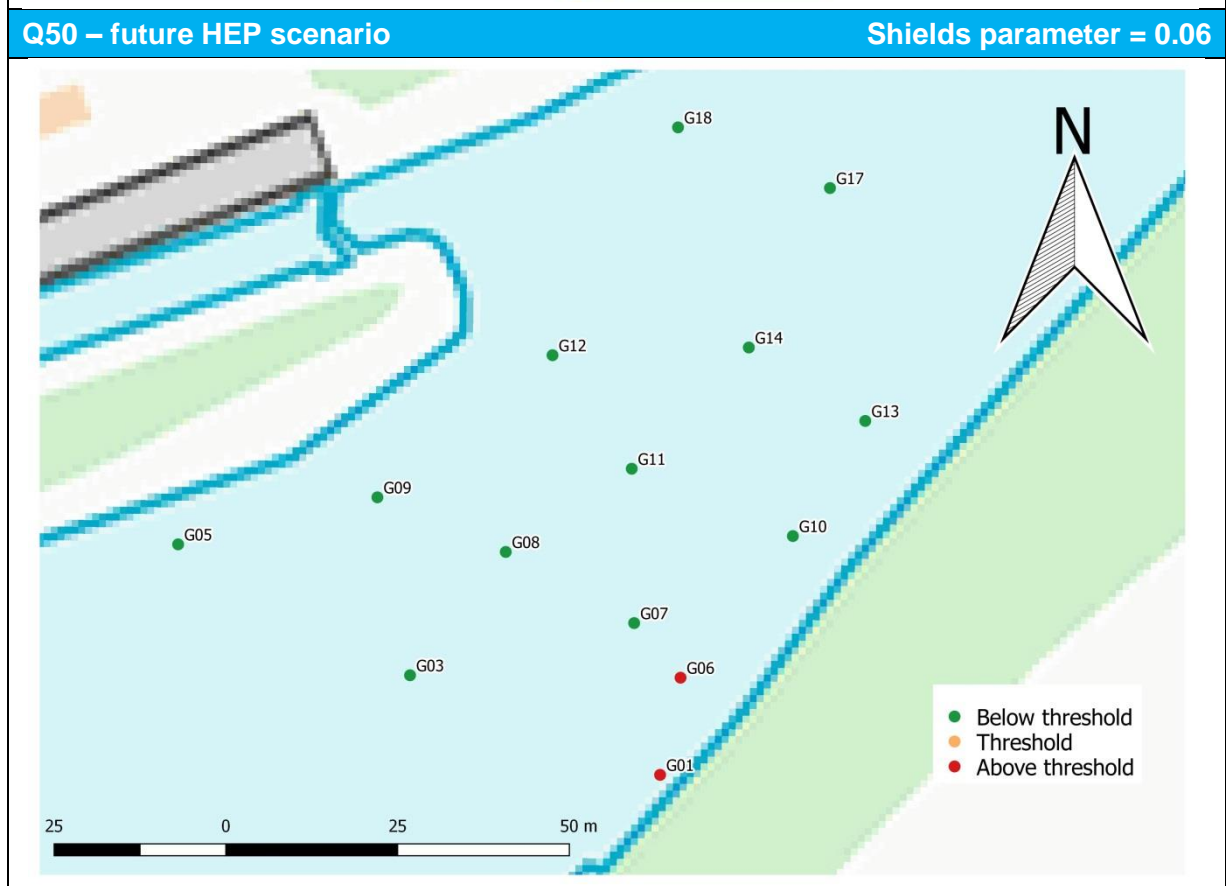 Q50 – future HEP scenario Shields parameter = 0.06
G18
N
G17
G12
G14
G13
G11
G09
G05
G08
G10
G07
G03
G06
Below threshold
Threshold
G01
Above threshold
25 0 25 50 m